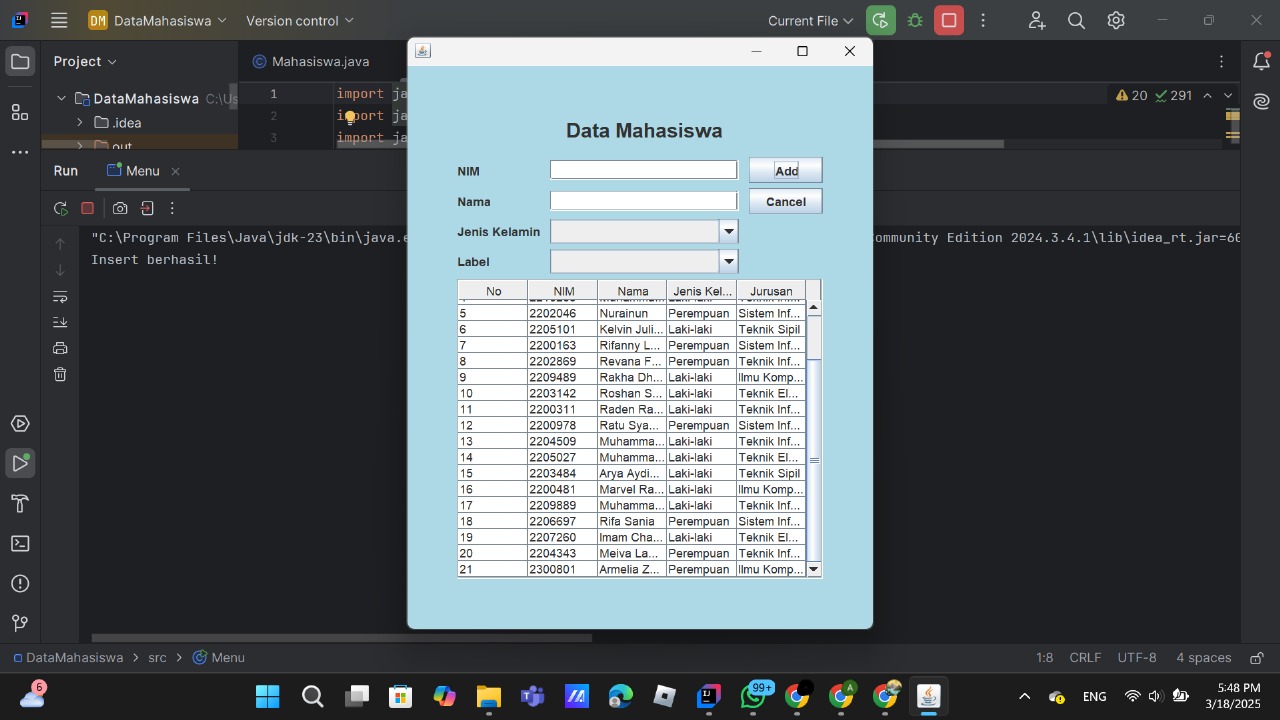 DM DataMahasiswa Version control Current File
Project Mahasiswa.java
DataMahasiswa C:\Us
.idea
out
1 import ja
2 import ja
3 import ja
20 291
Run Menu
"C:\Program Files\Java\jdk-23\bin\java.e
ommunity Edition 2024.3.4.1\lib\idea_rt.jar=60
Insert berhasil!
Data Mahasiswa
NIM Add
Nama Cancel
Jenis Kelamin
Label
No NIM Nama Jenis Kel... Jurusan
5 2202046 Nurainun Perempuan Sistem Inf...
6 2205101 Kelvin Juli... Laki-laki Teknik Sipil
7 2200163 Rifanny L... Perempuan Sistem Inf...
8 2202869 Revana F... Perempuan Teknik Inf...
9 2209489 Rakha Dh... Laki-laki Ilmu Komp...
10 2203142 Roshan S... Laki-laki Teknik El...
11 2200311 Raden Ra... Laki-laki Teknik Inf...
12 2200978 Ratu Sya... Perempuan Sistem Inf...
13 2204509 Muhamma... Laki-laki Teknik Inf...
14 2205027 Muhamma... Laki-laki Teknik El...
15 2203484 Arya Aydi... Laki-laki Teknik Sipil
16 2200481 Marvel Ra... Laki-laki Ilmu Komp...
17 2209889 Muhamma... Laki-laki Teknik Inf...
18 2206697 Rifa Sania Perempuan Sistem Inf...
19 2207260 Imam Cha... Laki-laki Teknik El...
20 2204343 Meiva La... Perempuan Teknik Inf...
21 2300801 Armelia Z... Perempuan Ilmu Komp...
DataMahasiswa > src > Menu 1:8 CRLF UTF-8 4 spaces
6 99+ A ENG 5:48 PM
3/18/2025